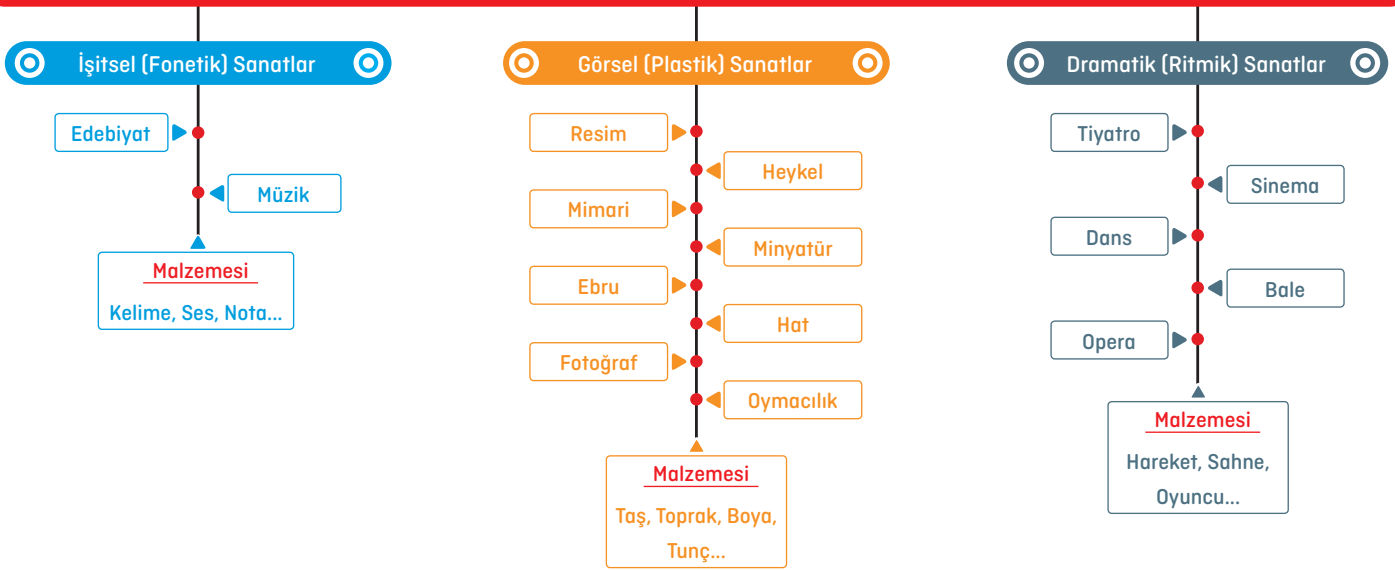 İşitsel (Fonetik) Sanatlar
Edebiyat
Müzik
Malzemesi
Kelime, Ses, Nota...
Görsel (Plastik) Sanatlar
Resim
Heykel
Mimari
Minyatür
Ebru
Hat
Fotoğraf
Oymacılık
Malzemesi
Taş, Toprak, Boya,
Tunç...
Dramatik (Ritmik) Sanatlar
Tiyatro
Sinema
Dans
Bale
Opera
Malzemesi
Hareket, Sahne,
Oyuncu...